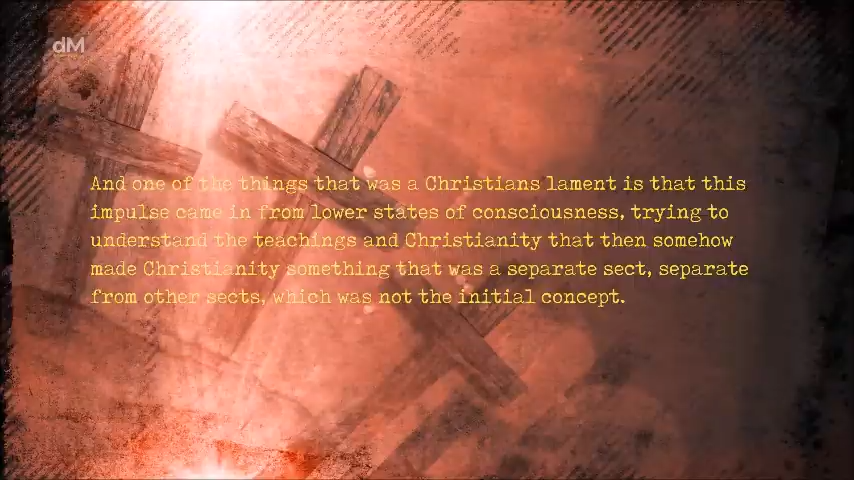 dM
And one of the things that was a Christians lament is that this
impulse came in from lower states of consciousness, trying to
understand the teachings and Christianity that then somehow
made Christianity something that was a separate sect, separate
from other sects, which was not the initial concept.